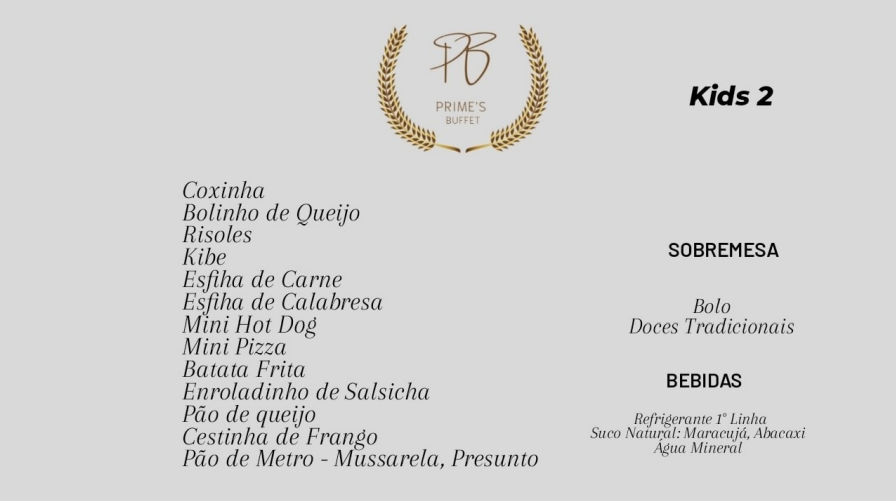 PB
PRIME'S
BUFFET
Kids 2
Coxinha
Bolinho de Queijo
Risoles
Kibe
Esfiha de Carne
Esfiha de Calabresa
Mini Hot Dog
Mini Pizza
Batata Frita
Enroladinho de Salsicha
Pão de queijo
Cestinha de Frango
Pão de Metro - Mussarela, Presunto
SOBREMESA
Bolo
Doces Tradicionais
BEBIDAS
Refrigerante 1° Linha
Suco Natural: Maracujá, Abacaxi
Água Mineral